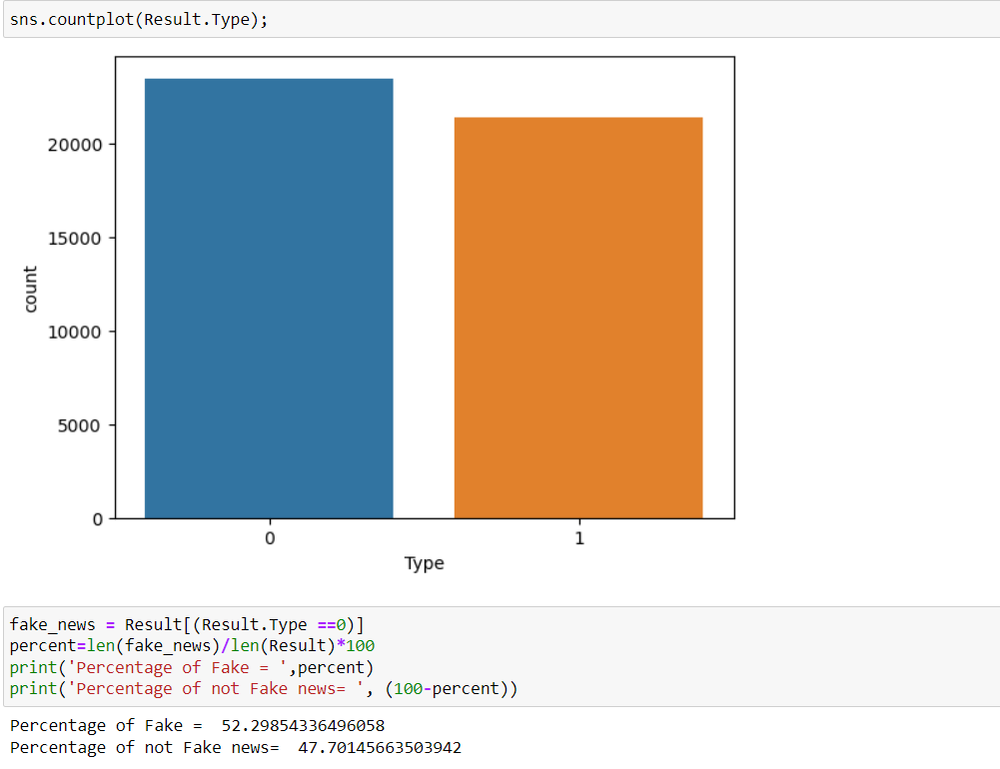 sns.countplot(Result.Type);
20000
15000
10000
5000
0
count
0 1
Type
fake_news = Result[(Result.Type ==0)]
percent=len(fake_news)/len(Result)*100
print('Percentage of Fake = ',percent)
print('Percentage of not Fake news= ', (100-percent))
Percentage of Fake =  52.29854336496058
Percentage of not Fake news=  47.70145663503942